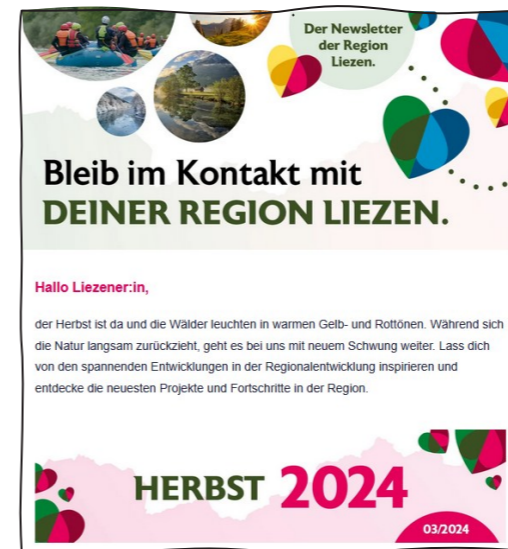 Der Newsletter
der Region
Liezen.
Bleib im Kontakt mit
DEINER REGION LIEZEN.
Hallo Liezener:in,
der Herbst ist da und die Wälder leuchten in warmen Gelb- und Rottönen. Während sich
die Natur langsam zurückzieht, geht es bei uns mit neuem Schwung weiter. Lass dich
von den spannenden Entwicklungen in der Regionalentwicklung inspirieren und
entdecke die neuesten Projekte und Fortschritte in der Region.
HERBST 2024
03/2024